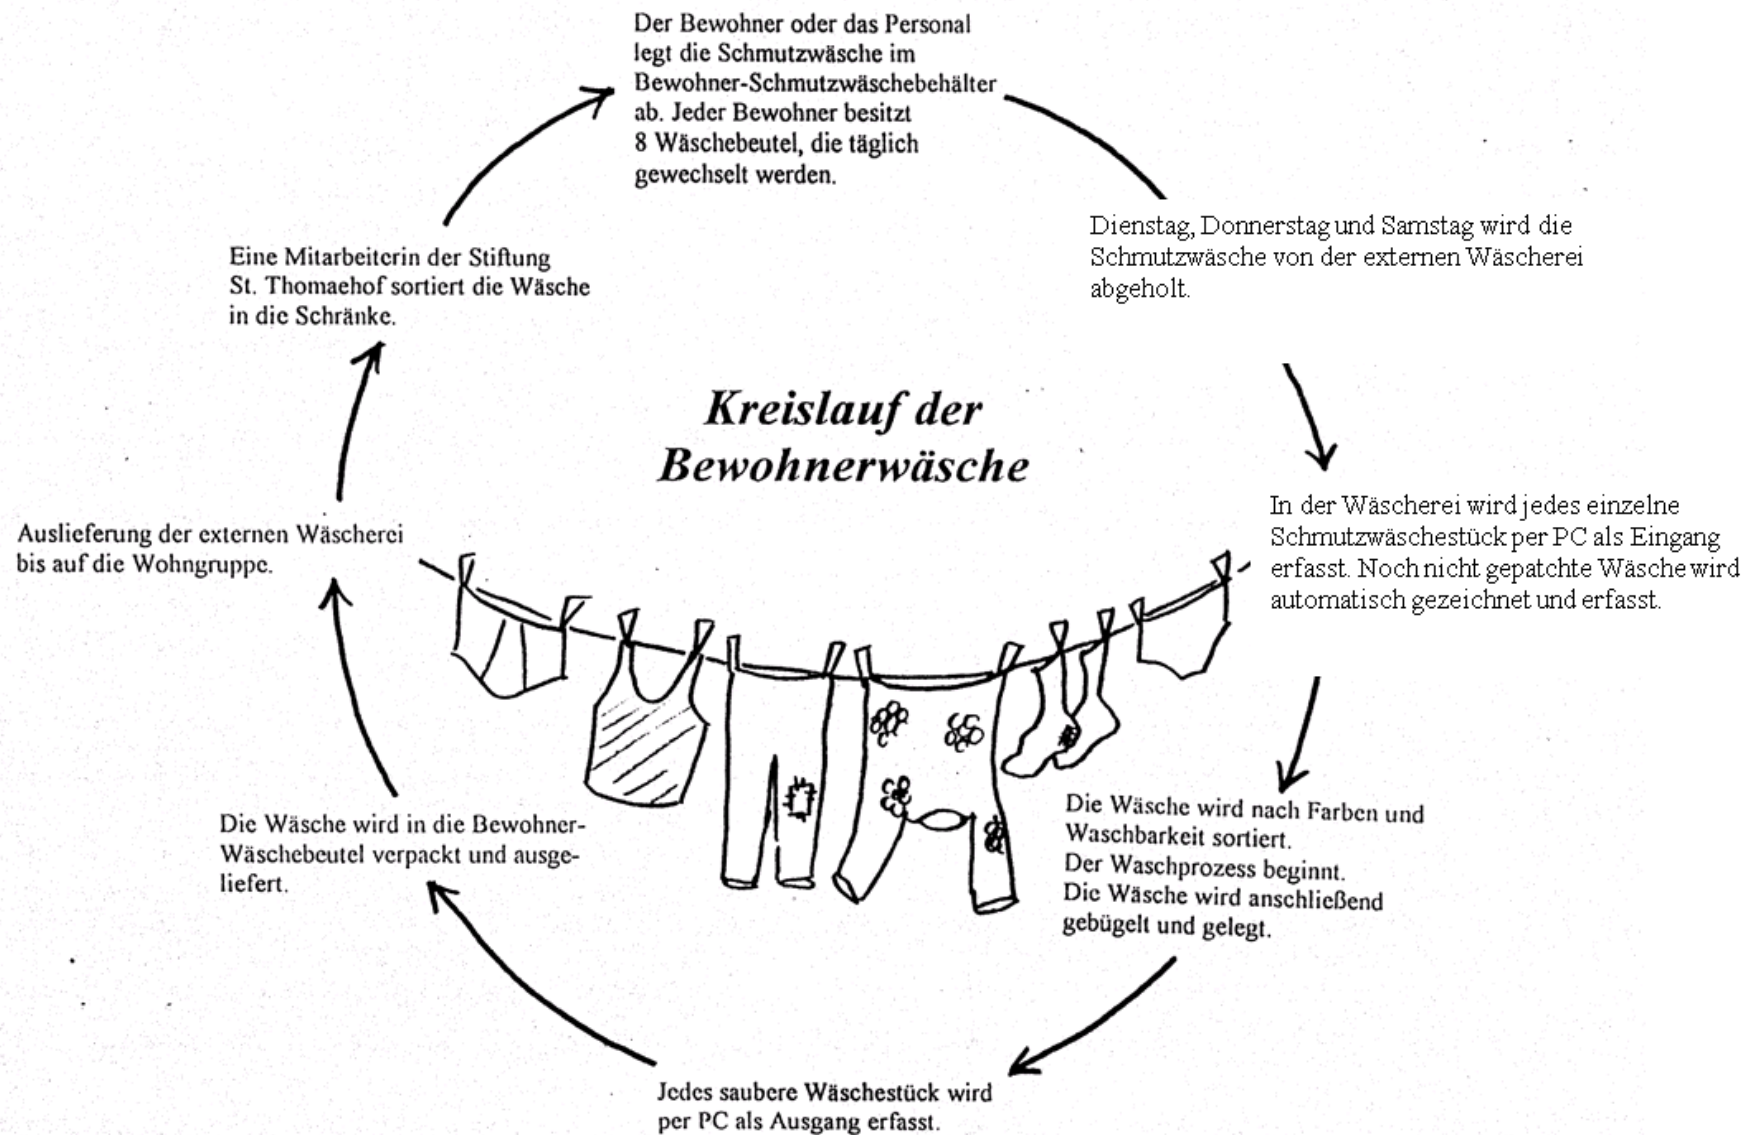 Der Bewohner oder das Personal
legt die Schmutzwäsche im
Bewohner-Schmutzwäschebehälter
ab. Jeder Bewohner besitzt
8 Wäschebeutel, die täglich
gewechselt werden.
Dienstag, Donnerstag und Samstag wird die
Schmutzwäsche von der externen Wäscherei
abgeholt.
In der Wäscherei wird jedes einzelne
Schmutzwäschestück per PC als Eingang
erfasst. Noch nicht gepatchte Wäsche wird
automatisch gezeichnet und erfasst.
Die Wäsche wird nach Farben und
Waschbarkeit sortiert.
Der Waschprozess beginnt.
Die Wäsche wird anschließend
gebügelt und gelegt.
Jedes saubere Wäschestück wird
per PC als Ausgang erfasst.
Die Wäsche wird in die Bewohner-
Wäschebeutel verpackt und ausge-
liefert.
Auslieferung der externen Wäscherei
bis auf die Wohngruppe.
Eine Mitarbeiterin der Stiftung
St. Thomaehof sortiert die Wäsche
in die Schränke.
Kreislauf der
Bewohnerwäsche